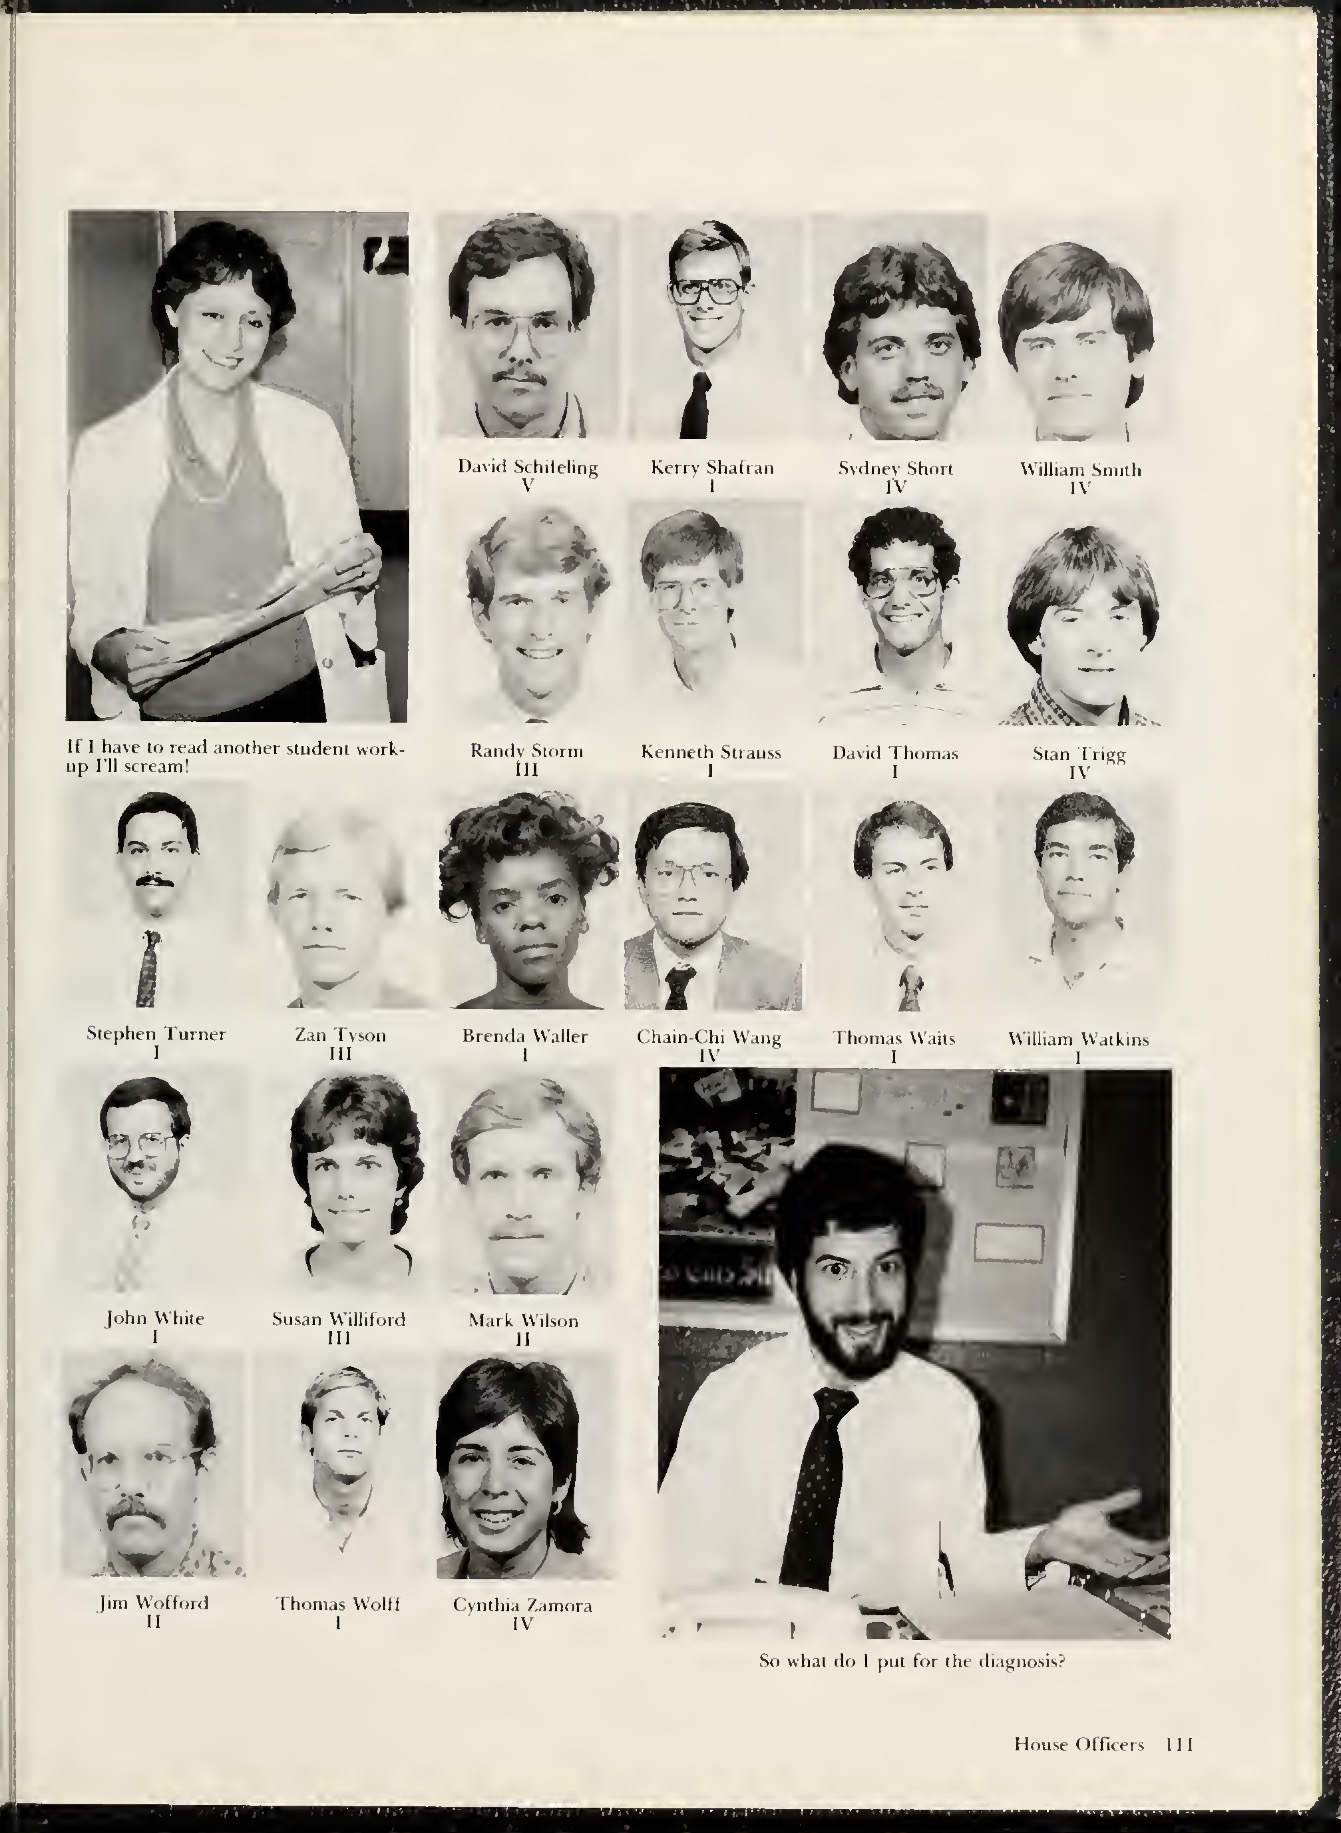 David Schifeling
V
Kerry Shafran
I
Sydney Short
IV
William Smith
IV
If I have to read another student work-
up I'll scream!
Randy Storm
III
Kenneth Strauss
I
David Thomas
I
Stan Trigg
IV
Stephen Turner
I
Zan Tyson
III
Brenda Waller
I
Chain-Chi Wang
IV
Thomas Waits
I
William Watkins
I
John White
I
Susan Williford
III
Mark Wilson
II
Jim Wofford
II
Thomas Wolff
I
Cynthia Zamora
IV
So what do I put for the diagnosis?
House Officers 111